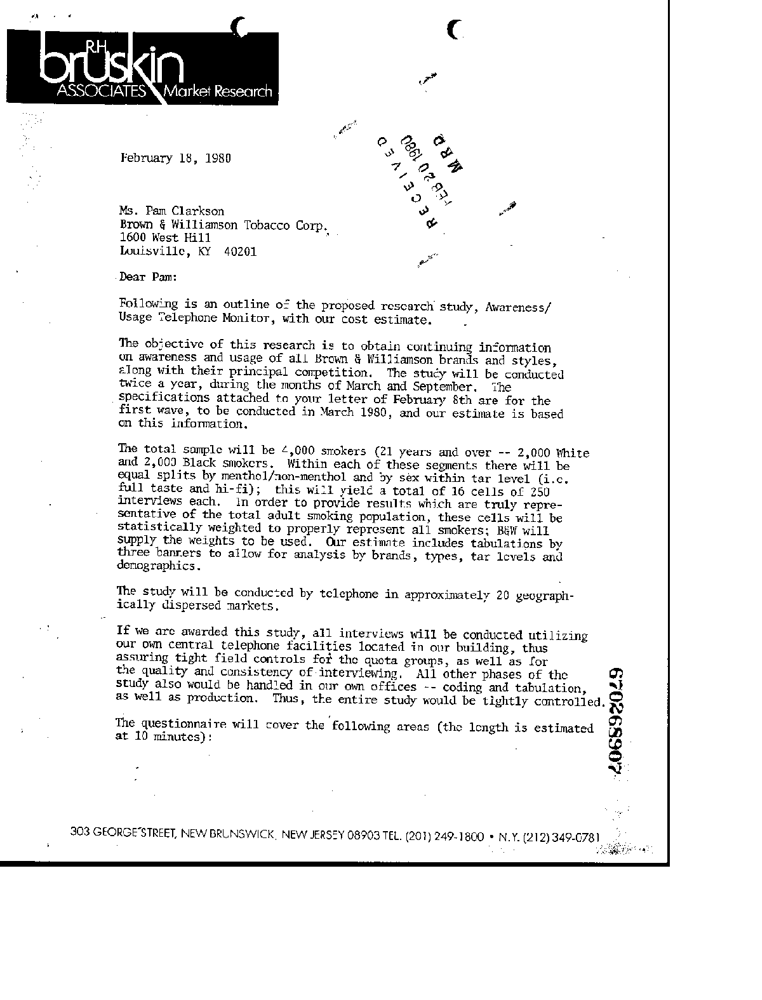 RH
bruskin
ASSOCIATES Market Research
RECEIVED
FEB 20 1980
MRD
February 18, 1980
Ms. Pam Clarkson
Brown & Williamson Tobacco Corp.
1600 West Hill
Louisville, KY 40201
Dear Pam:
Following is an outline of the proposed research study, Awareness/
Usage Telephone Monitor, with our cost estimate.
The objective of this research is to obtain continuing information
on awareness and usage of all Brown & Williamson brands and styles,
along with their principal competition. The study will be conducted
twice a year, during the months of March and September. The
specifications attached to your letter of February 8th are for the
first wave, to be conducted in March 1980, and our estimate is based
on this information.
The total sample will be 4,000 smokers (21 years and over -- 2,000 White
and 2,000 Black smokers. Within each of these segments there will be
equal splits by menthol/non-menthol and by sex within tar level (i.e.
full taste and hi-fi); this will yield a total of 16 cells of 250
interviews each. In order to provide results which are truly repre-
sentative of the total adult smoking population, these cells will be
statistically weighted to properly represent all smokers; B&W will
supply the weights to be used. Our estimate includes tabulations by
three banners to allow for analysis by brands, types, tar levels and
demographics.
The study will be conducted by telephone in approximately 20 geograph-
ically dispersed markets.
If we are awarded this study, all interviews will be conducted utilizing
our own central telephone facilities located in our building, thus
assuring tight field controls for the quota groups, as well as for
the quality and consistency of interviewing. All other phases of the
study also would be handled in our own offices -- coding and tabulation,
as well as production. Thus, the entire study would be tightly controlled.
The questionnaire will cover the following areas (the length is estimated
at 10 minutes):
670268907
303 GEORGE STREET, NEW BRUNSWICK, NEW JERSEY 08903 TEL. (201) 249-1800 • N.Y. (212) 349-0781